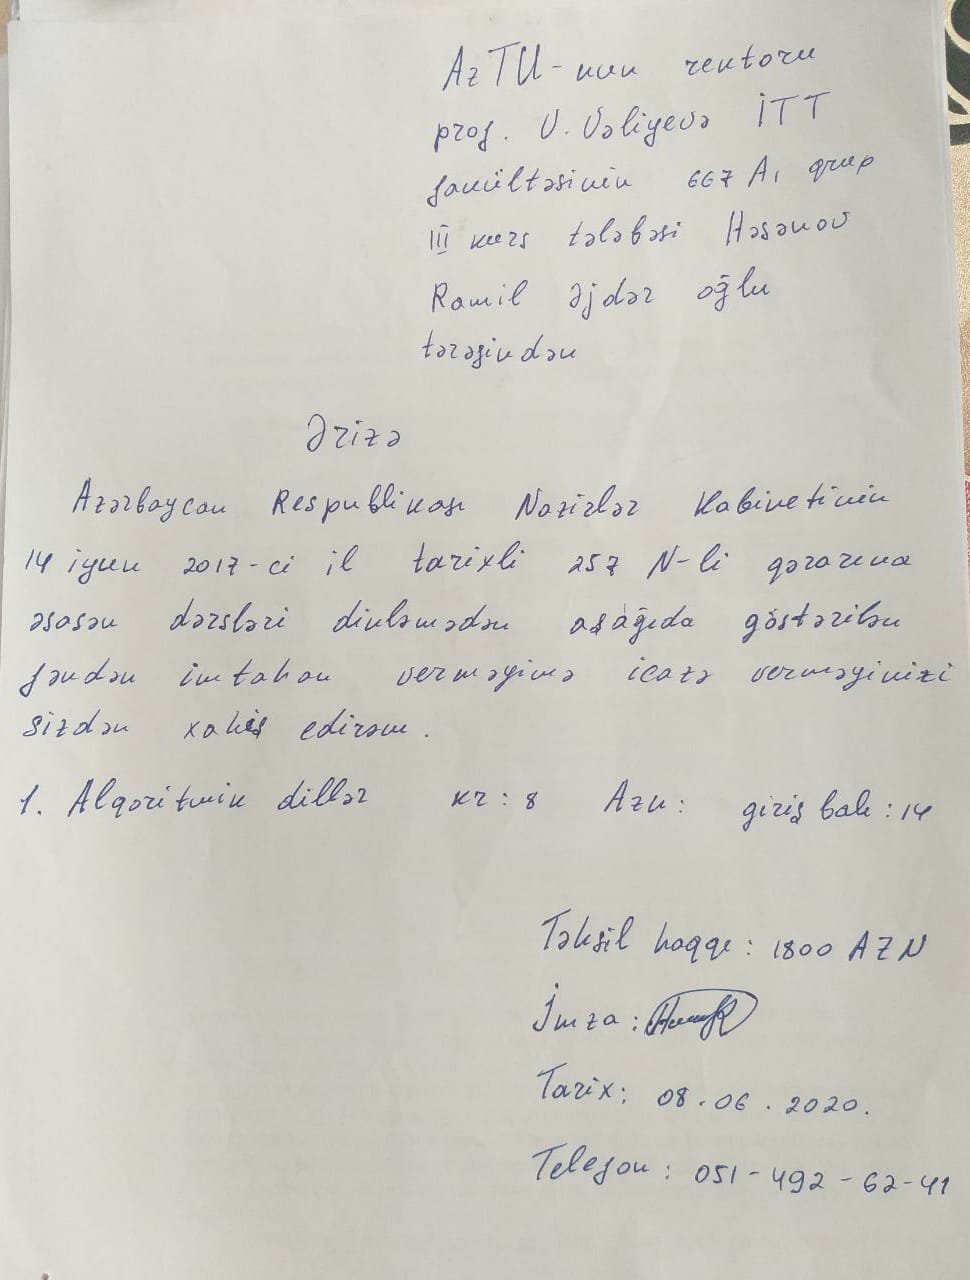 AzTU-nun rektoru
prof. V. Vəliyevə İTT
fakültəsinin 667 A1 qrup
III kurs tələbəsi Həsənov
Ramil Əjdər oğlu
tərəfindən
Ərizə
Azərbaycan Respublikası Nazirlər Kabinetinin
14 iyun 2017-ci il tarixli 257 N-li qərarına
əsasən dərsləri dinləmədən aşağıda göstərilən
fəndən imtahan verməyimə icazə verməyinizi
sizdən xahiş edirəm.
1. Alqoritmik dillər kr: 8 Azn: giriş balı: 14
Təhsil haqqı: 1800 AZN
İmza:
Tarix: 08.06.2020.
Telefon: 051-492-62-41